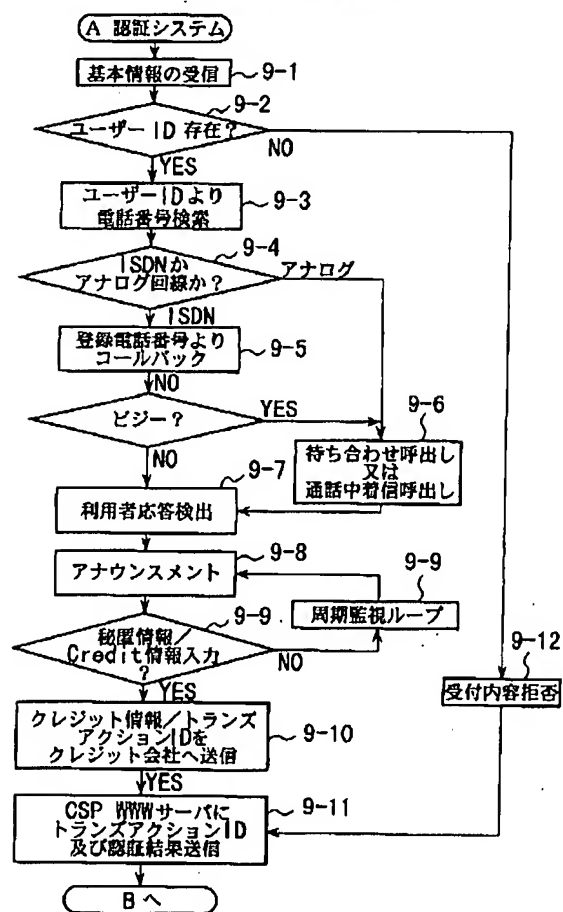 A 認証システム
基本情報の受信
9-1
9-2
ユーザー ID 存在?
NO
YES
ユーザーIDより
電話番号検索
9-3
9-4
ISDNか
アナログ回線か?
アナログ
ISDN
登録電話番号より
コールバック
9-5
NO
ビジー?
YES
9-6
待ち合わせ呼出し
又は
通話中着信呼出し
NO
9-7
利用者応答検出
9-8
アナウンスメント
9-9
周期監視ループ
9-9
秘匿情報/
Credit情報入力
?
NO
9-12
受付内容拒否
YES
クレジット情報/トランズ
アクションIDを
クレジット会社へ送信
9-10
YES
9-11
CSP WWWサーバに
トランズアクションID
及び認証結果送信
Bへ